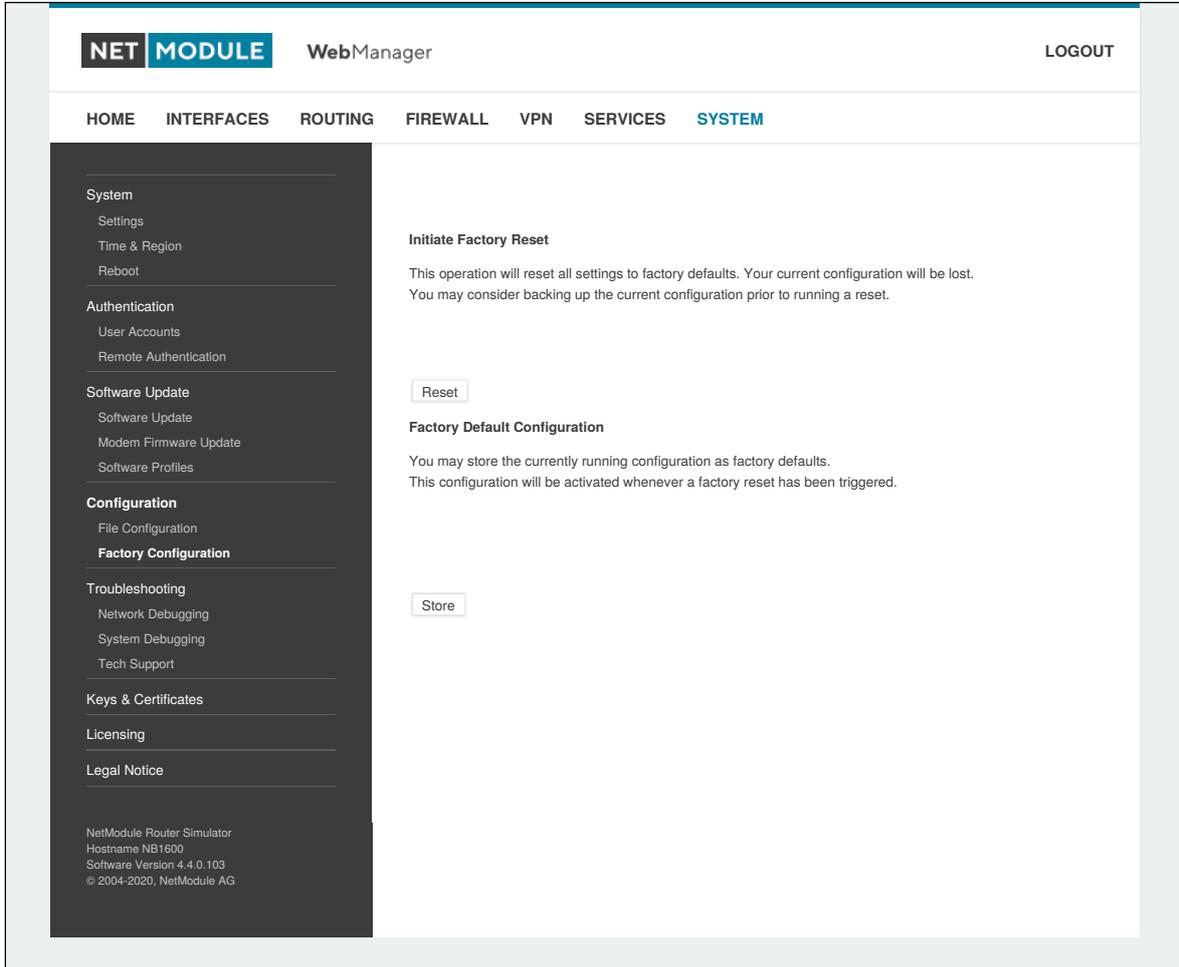 NET MODULE WebManager LOGOUT
HOME INTERFACES ROUTING FIREWALL VPN SERVICES SYSTEM
System
Settings
Time & Region
Reboot
Authentication
User Accounts
Remote Authentication
Software Update
Software Update
Modem Firmware Update
Software Profiles
Configuration
File Configuration
Factory Configuration
Troubleshooting
Network Debugging
System Debugging
Tech Support
Keys & Certificates
Licensing
Legal Notice
NetModule Router Simulator
Hostname NB1600
Software Version 4.4.0.103
© 2004-2020, NetModule AG
Initiate Factory Reset
This operation will reset all settings to factory defaults. Your current configuration will be lost.
You may consider backing up the current configuration prior to running a reset.
Reset
Factory Default Configuration
You may store the currently running configuration as factory defaults.
This configuration will be activated whenever a factory reset has been triggered.
Store